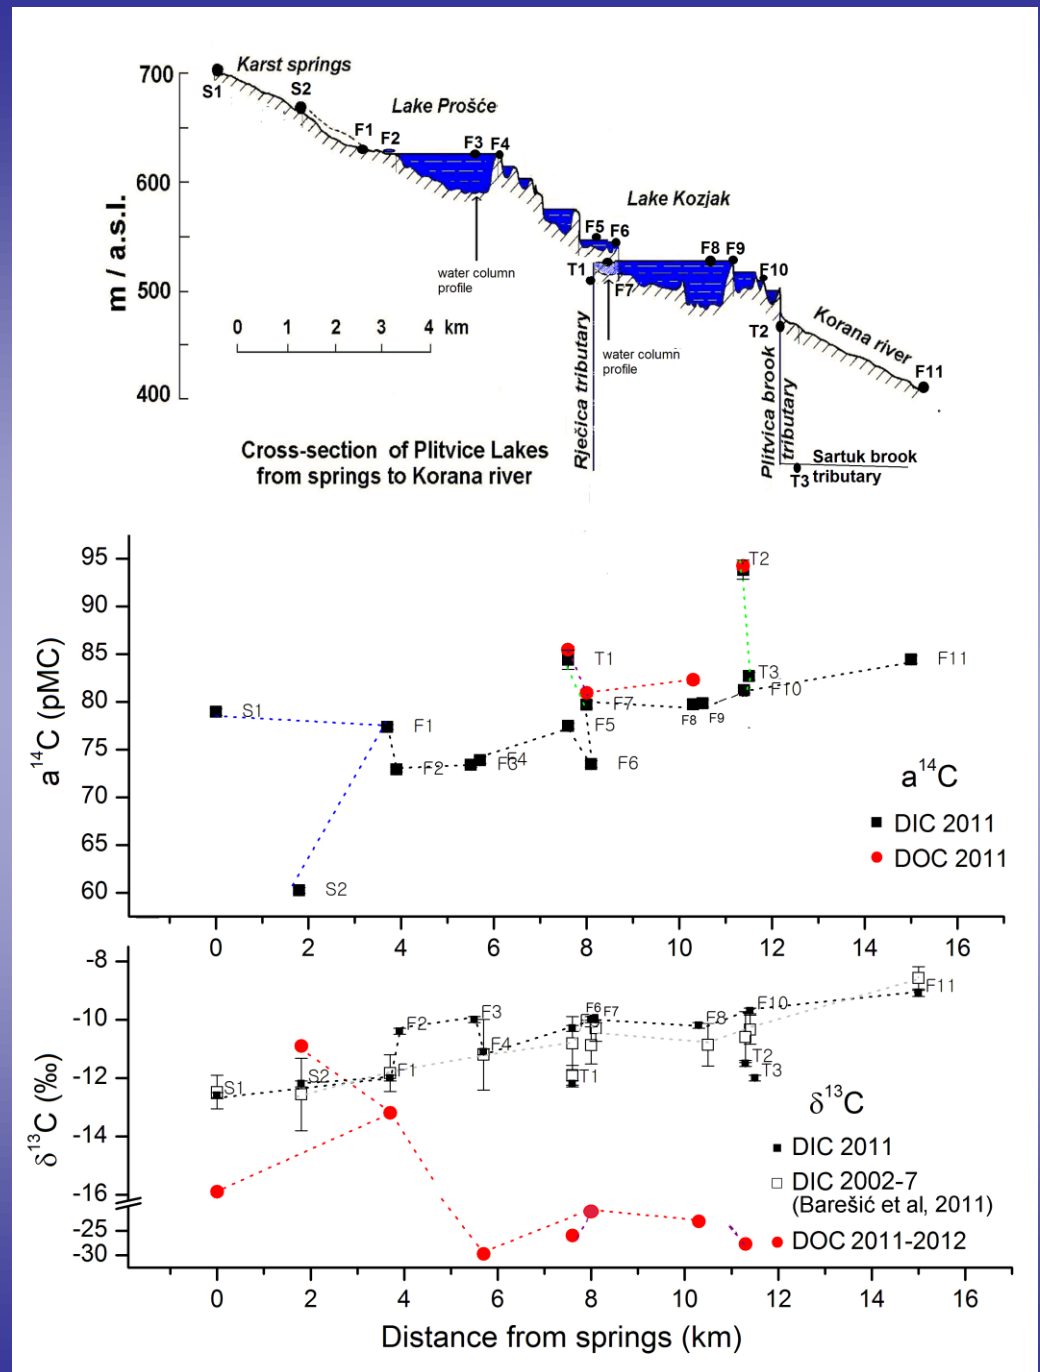 700
600
500
400
m / a.s.l.
Karst springs
S1
S2
Lake Prošće
F1
F2
F3
F4
Lake Kozjak
F5
F6
F8
F9
T1
F7
F10
water column
profile
T2
Korana river
F11
0 1 2 3 4 km
water column
profile
Rječica tributary
Plitvica brook
tributary
Cross-section of Plitvice Lakes
from springs to Korana river
Sartuk brook
T3 tributary
95
90
85
80
75
70
65
60
a¹⁴C (pMC)
T2
T1
T3
F11
S1
F1
F7
F8
F9
F10
F5
F2
F3
F4
F6
S2
a¹⁴C
DIC 2011
DOC 2011
0 2 4 6 8 10 12 14 16
-8
-10
-12
-14
-16
-25
-30
δ¹³C (‰)
F11
F10
F3
F6
F7
F2
F8
F4
F1
S1
S2
T1
T2
T3
δ¹³C
DIC 2011
DIC 2002-7
(Barešić et al, 2011)
DOC 2011-2012
0 2 4 6 8 10 12 14 16
Distance from springs (km)